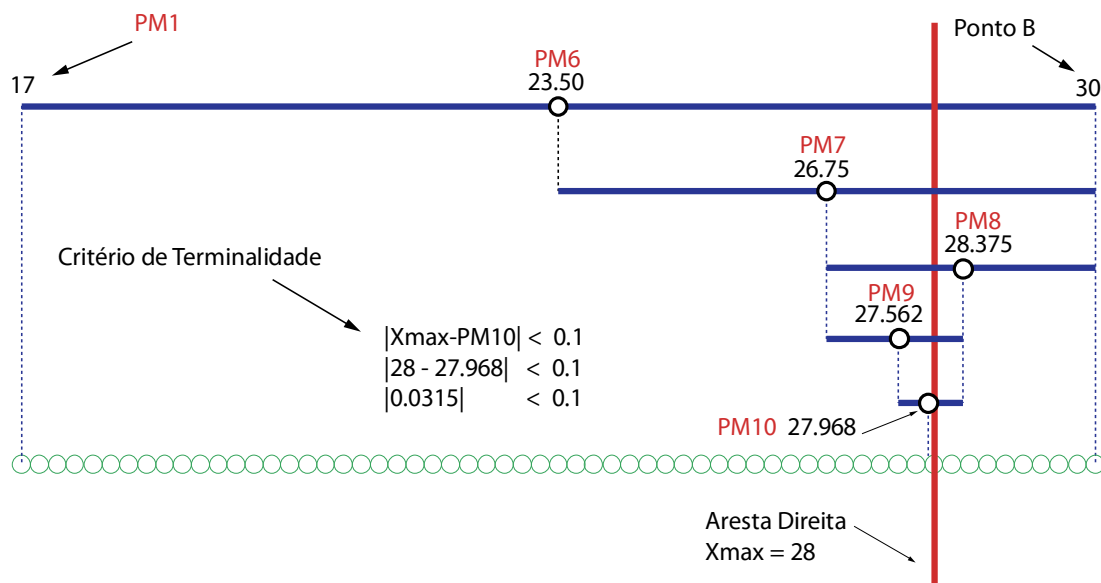 PM1
Ponto B
17
PM6
23.50
30
PM7
26.75
PM8
28.375
Critério de Terminalidade
PM9
27.562
|Xmax-PM10| < 0.1
|28 - 27.968| < 0.1
|0.0315| < 0.1
PM10 27.968
Aresta Direita
Xmax = 28